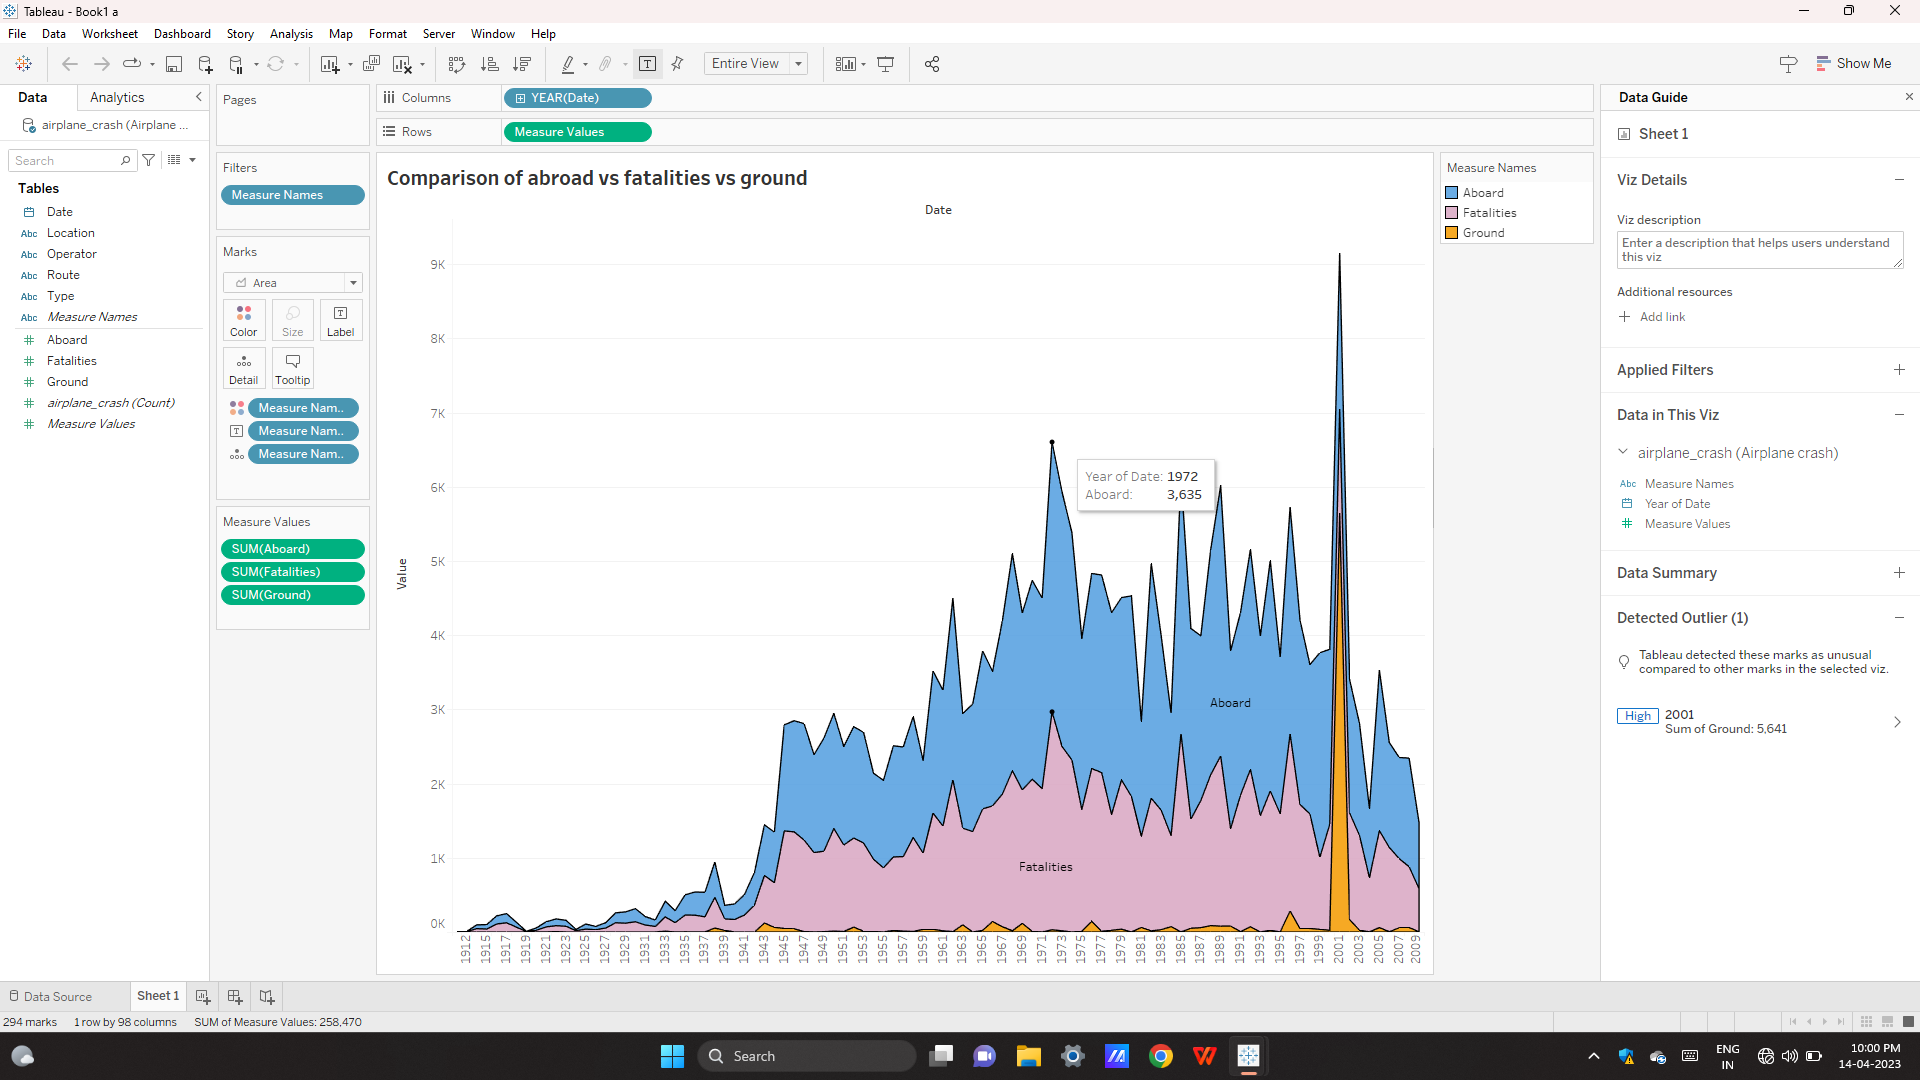 Tableau - Book1 a
File Data Worksheet Dashboard Story Analysis Map Format Server Window Help
Entire View
Show Me
Data Analytics
airplane_crash (Airplane ...
Search
Tables
Date
Abc Location
Abc Operator
Abc Route
Abc Type
Abc Measure Names
Aboard
Fatalities
Ground
airplane_crash (Count)
Measure Values
Pages
Filters
Measure Names
Marks
Area
Color Size Label
Detail Tooltip
Measure Nam..
Measure Nam..
Measure Nam..
Measure Values
SUM(Aboard)
SUM(Fatalities)
SUM(Ground)
Columns YEAR(Date)
Rows Measure Values
Comparison of abroad vs fatalities vs ground
Date
Value
9K
8K
7K
6K
5K
4K
3K
2K
1K
0K
Year of Date: 1972
Aboard: 3,635
Aboard
Fatalities
1912 1915 1917 1919 1921 1923 1925 1927 1929 1931 1933 1935 1937 1939 1941 1943 1945 1947 1949 1951 1953 1955 1957 1959 1961 1963 1965 1967 1969 1971 1973 1975 1977 1979 1981 1983 1985 1987 1989 1991 1993 1995 1997 1999 2001 2003 2005 2007 2009
Measure Names
Aboard
Fatalities
Ground
Data Guide
Sheet 1
Viz Details
Viz description
Enter a description that helps users understand
this viz
Additional resources
Add link
Applied Filters
Data in This Viz
airplane_crash (Airplane crash)
Abc Measure Names
Year of Date
Measure Values
Data Summary
Detected Outlier (1)
Tableau detected these marks as unusual
compared to other marks in the selected viz.
High 2001
Sum of Ground: 5,641
Data Source Sheet 1
294 marks 1 row by 98 columns SUM of Measure Values: 258,470
Search
ENG
IN
10:00 PM
14-04-2023